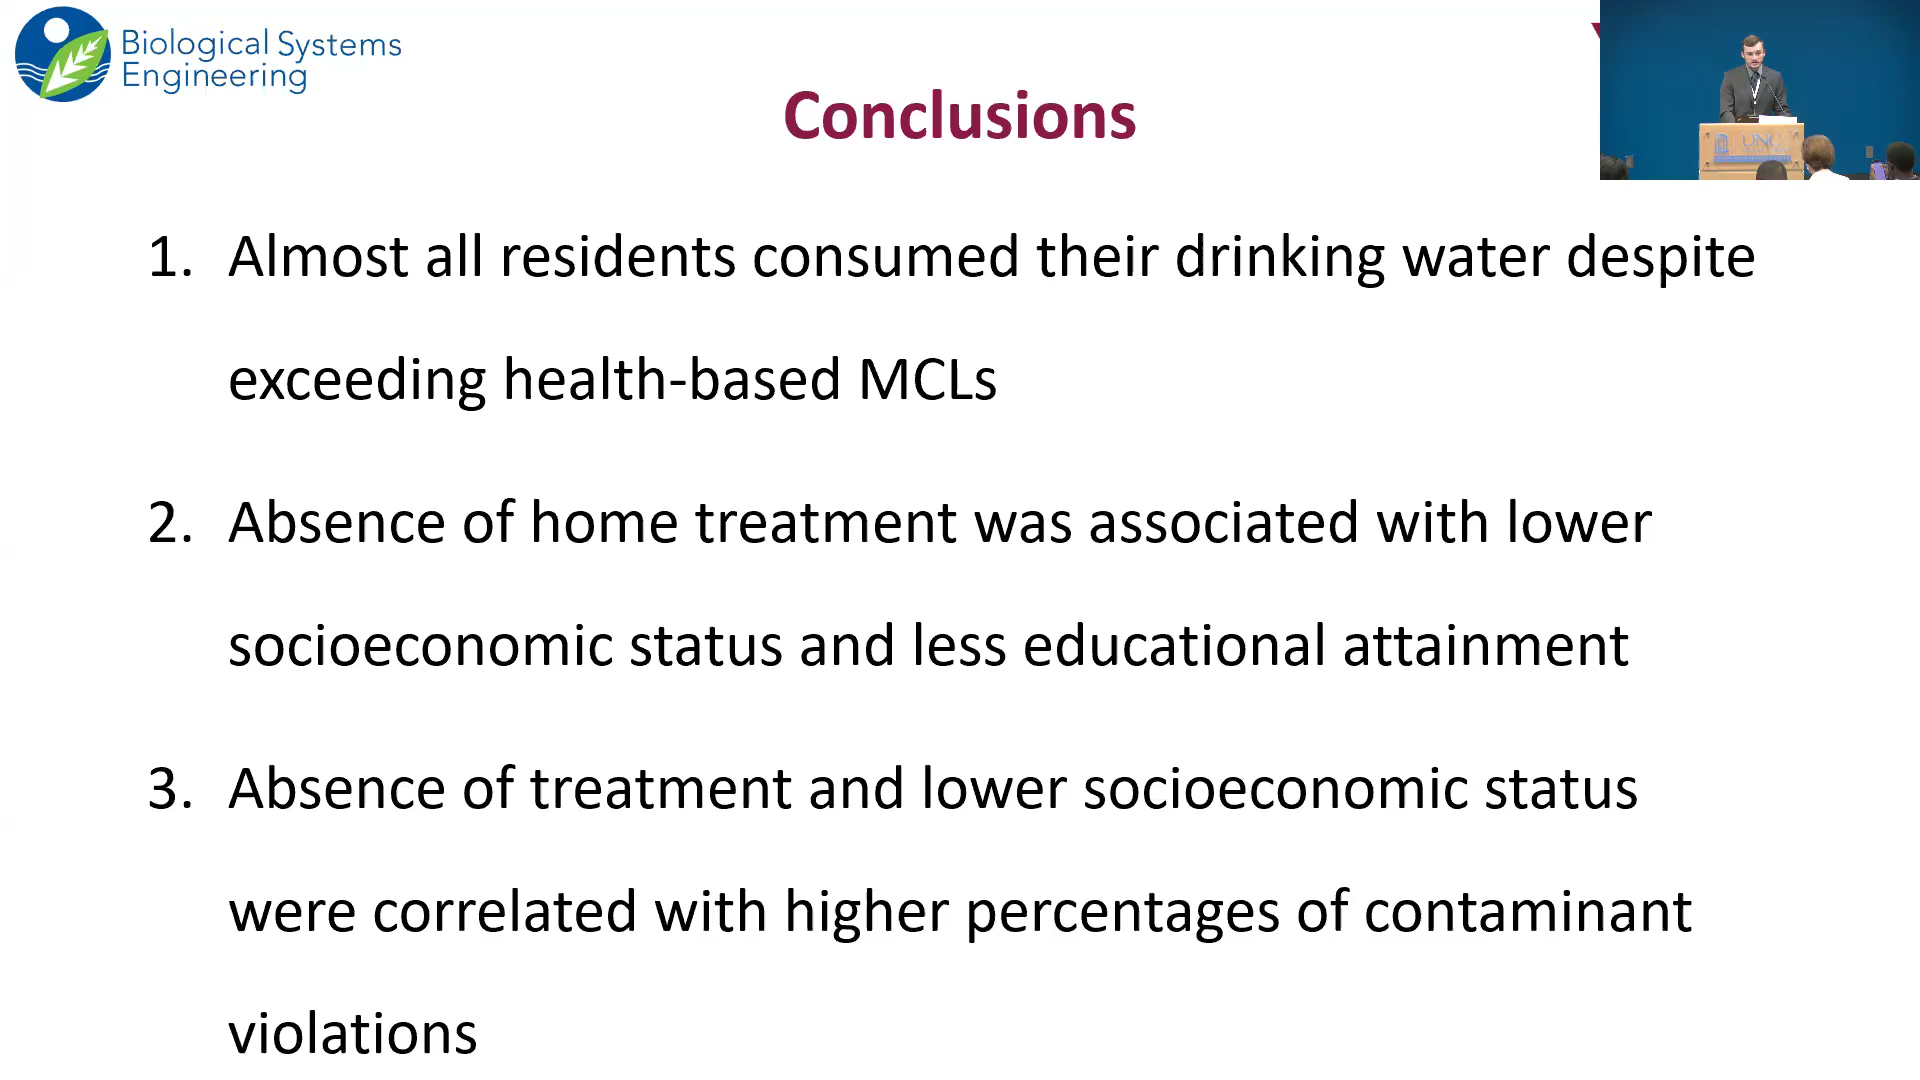 Biological Systems
Engineering
Conclusions
UNC
1. Almost all residents consumed their drinking water despite
exceeding health-based MCLs
2. Absence of home treatment was associated with lower
socioeconomic status and less educational attainment
3. Absence of treatment and lower socioeconomic status
were correlated with higher percentages of contaminant
violations